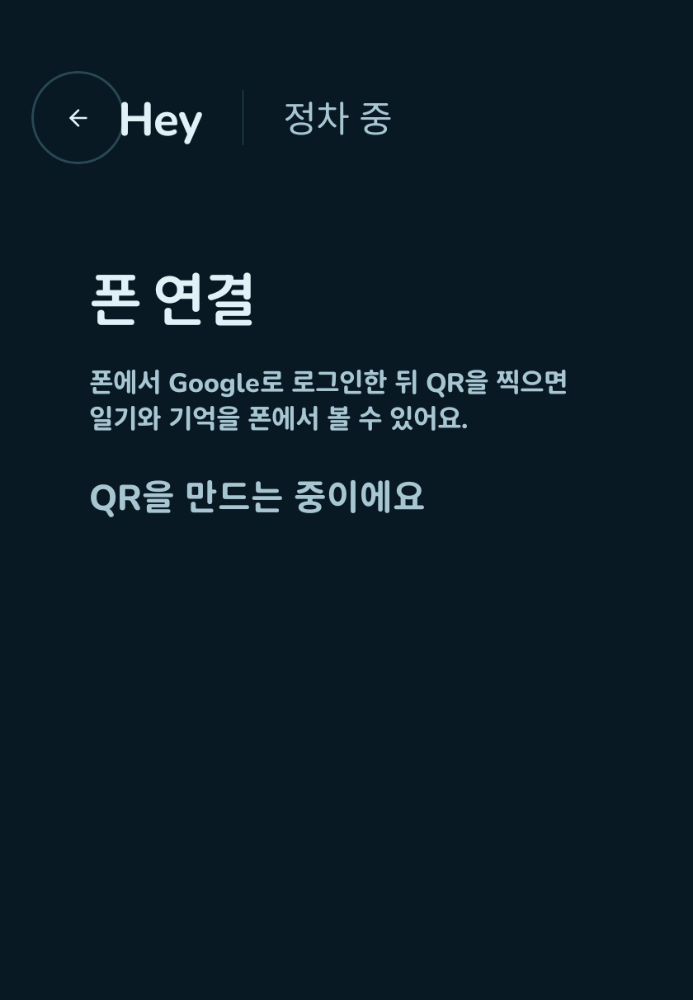 Hey
정차 중
폰 연결
폰에서 Google로 로그인한 뒤 QR을 찍으면
일기와 기억을 폰에서 볼 수 있어요.
QR을 만드는 중이에요